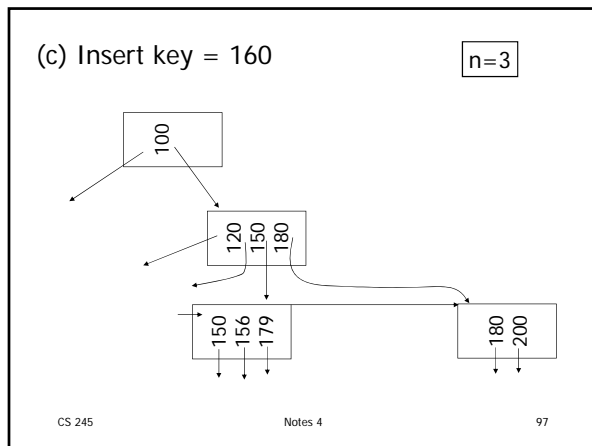 (c) Insert key = 160
n=3
100
120 150 180
150 156 179
180 200
CS 245 Notes 4 97